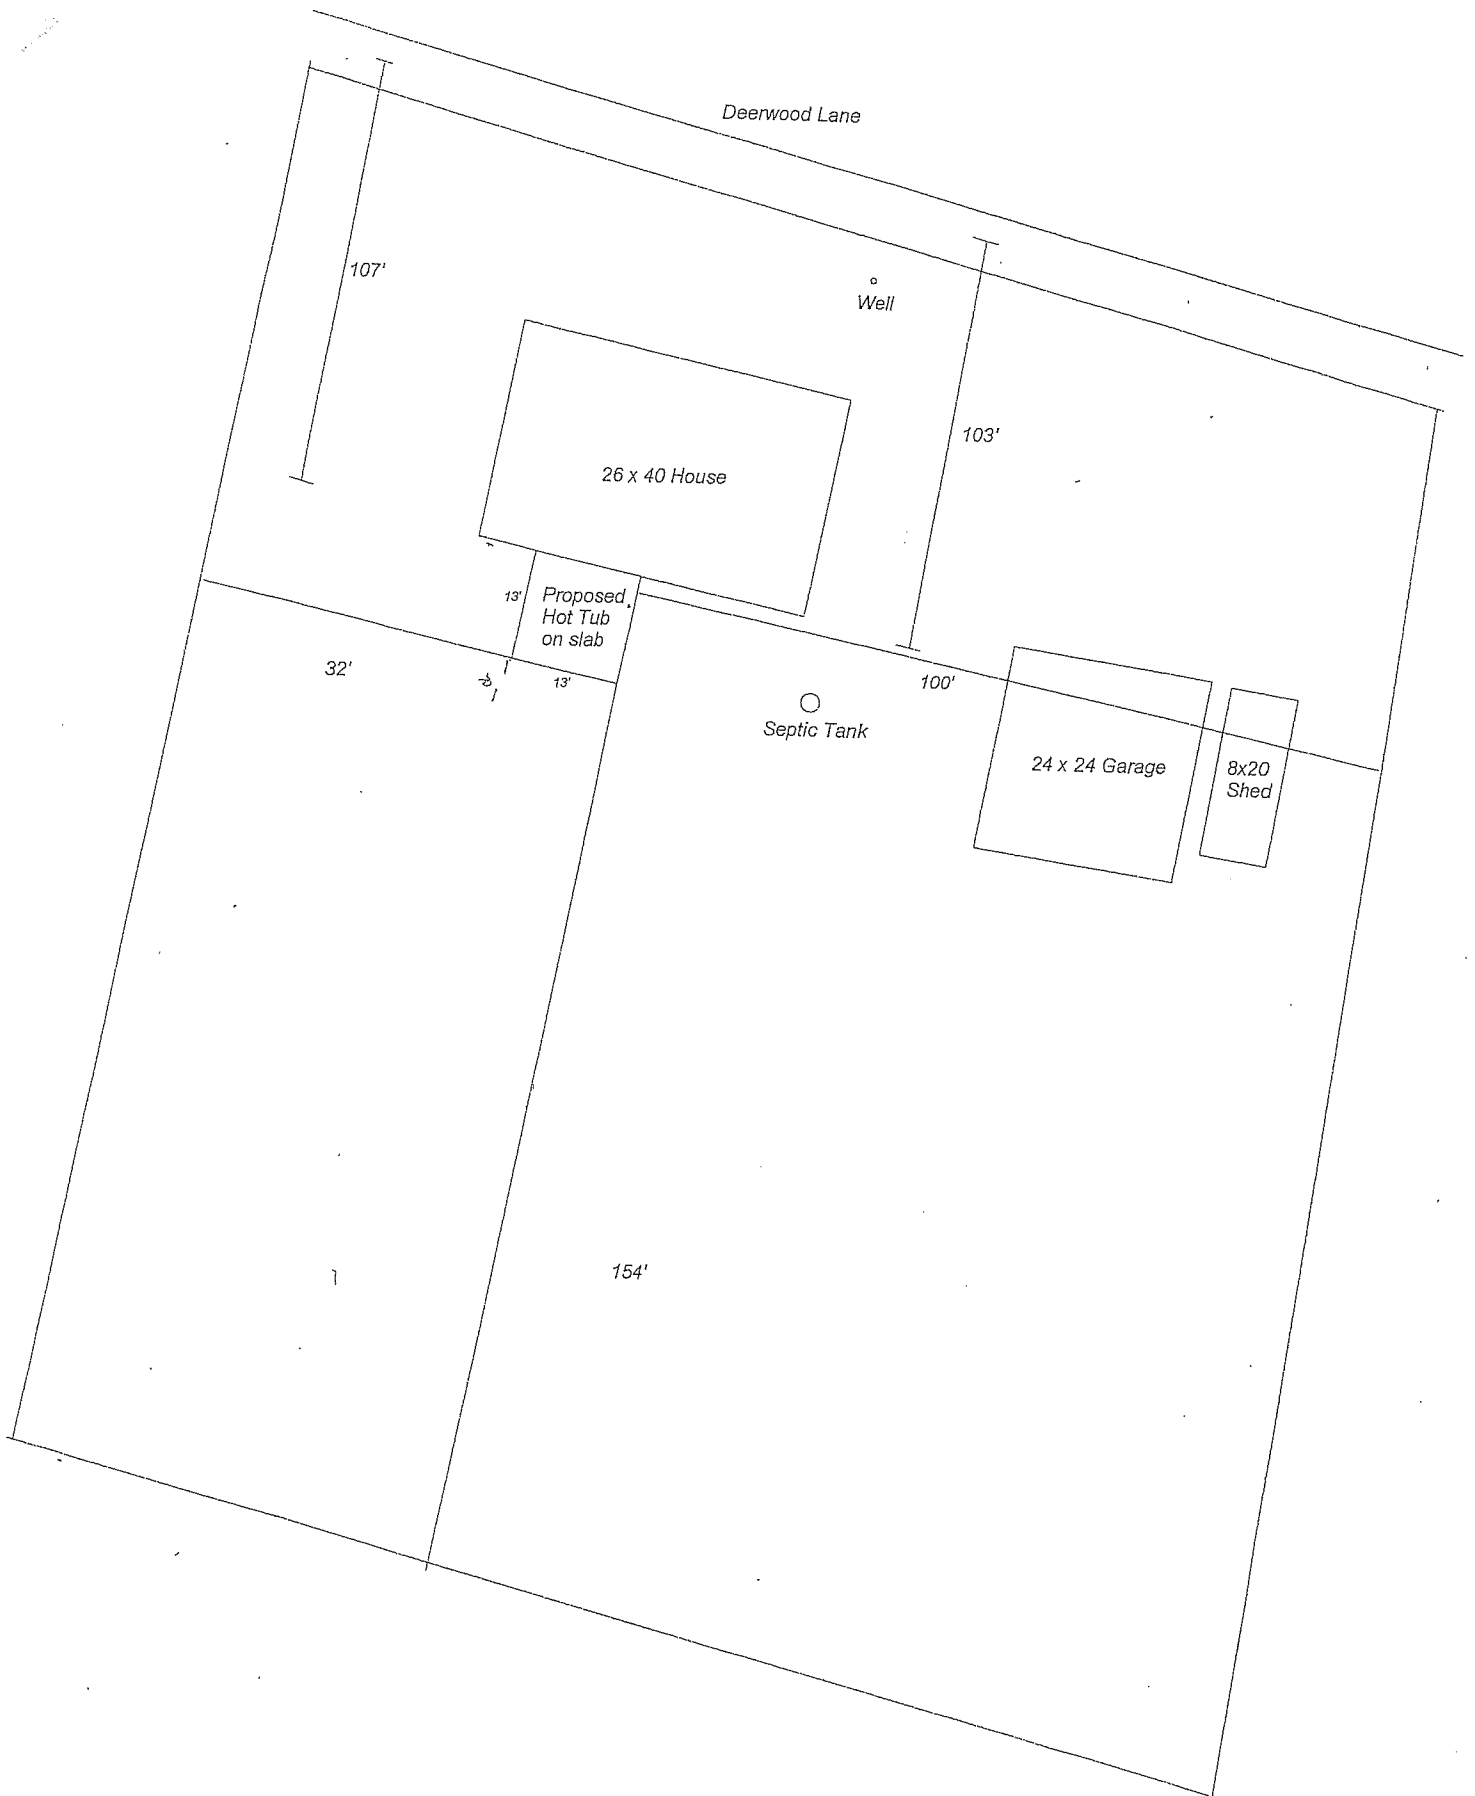 Deerwood Lane
107'
Well
103'
26 x 40 House
13'
Proposed
Hot Tub
on slab
32'
13'
100'
Septic Tank
24 x 24 Garage
8x20
Shed
154'